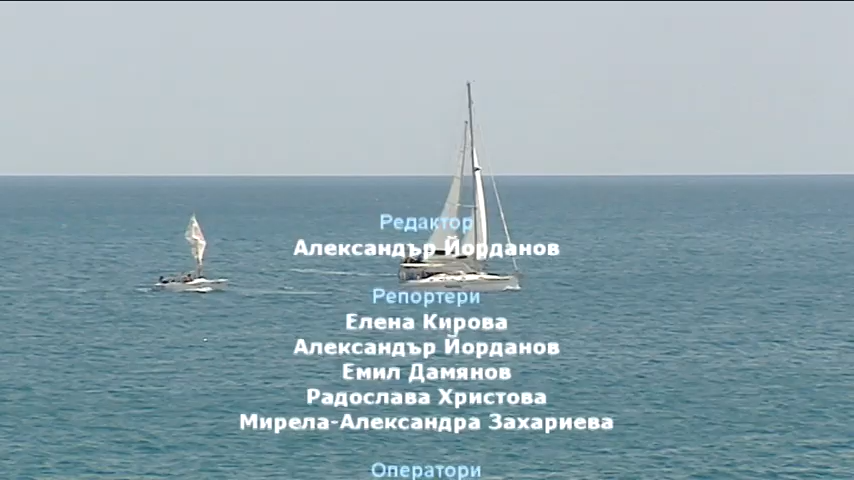 Редактор
Александър Йорданов
Репортери
Елена Кирова
Александър Йорданов
Емил Дамянов
Радослава Христова
Мирела-Александра Захариева
Оператори